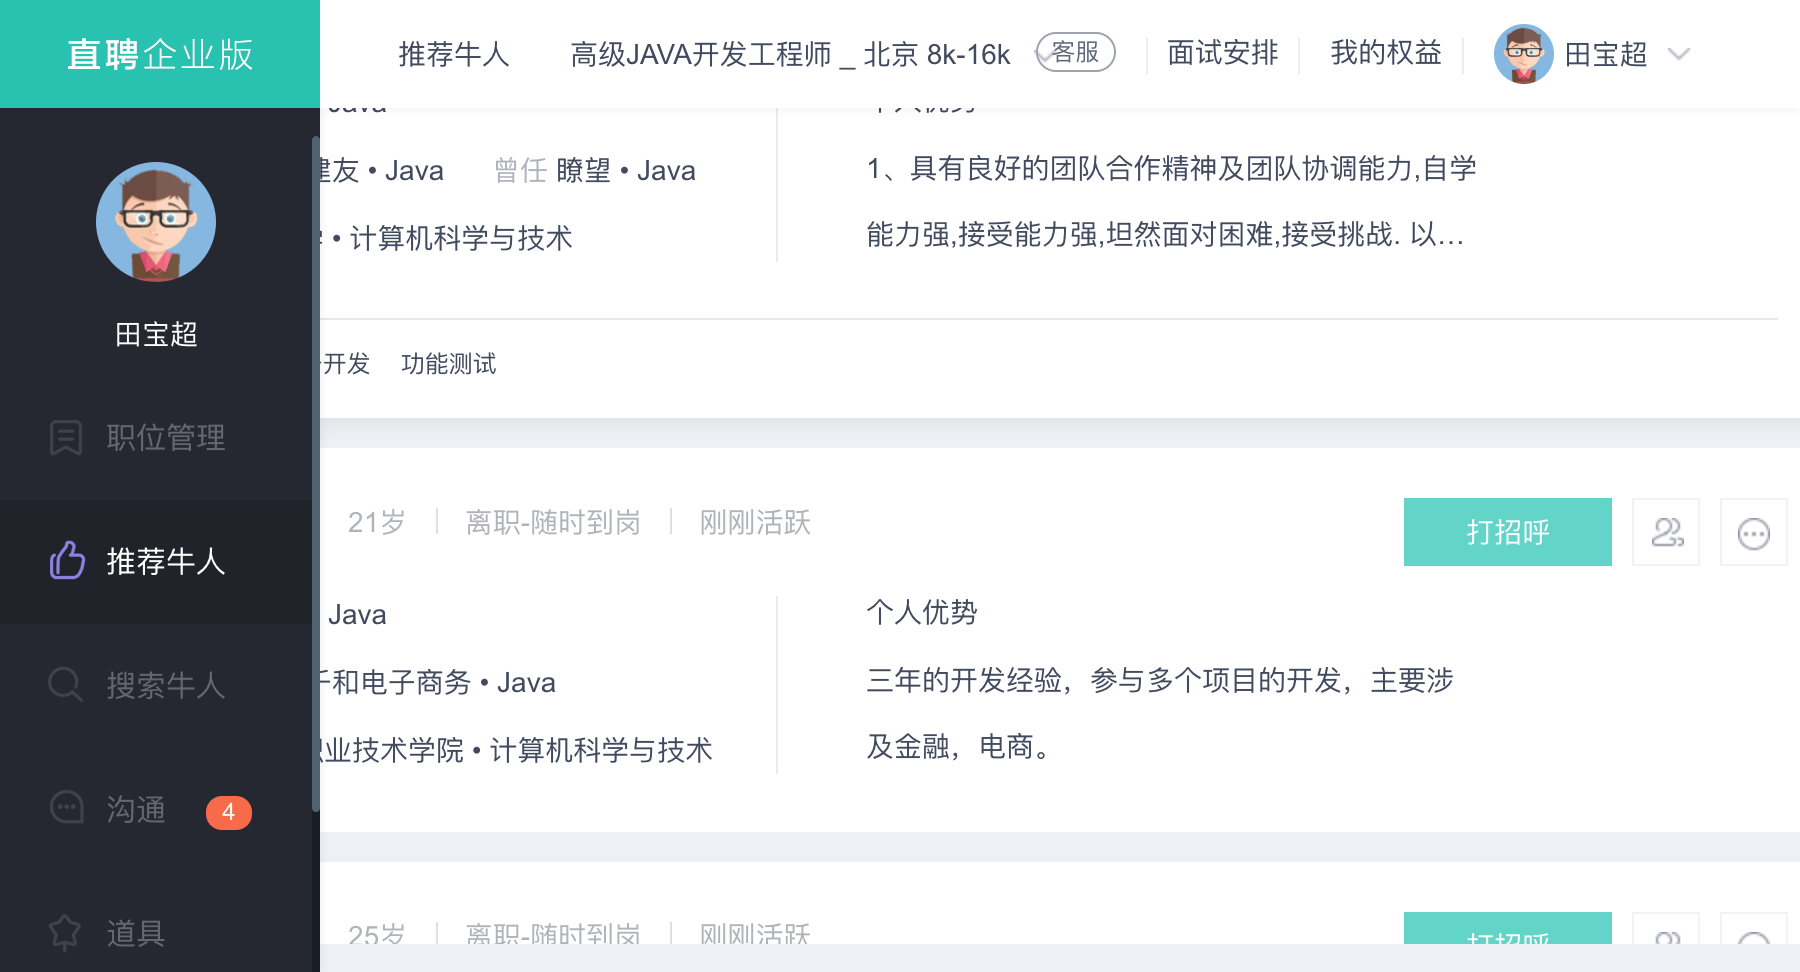 直聘企业版
推荐牛人
高级JAVA开发工程师 _ 北京 8k-16k
客服
面试安排
我的权益
田宝超
田宝超
职位管理
推荐牛人
搜索牛人
沟通 4
道具
Java
建友 • Java 曾任 瞭望 • Java
• 计算机科学与技术
个人优势
1、具有良好的团队合作精神及团队协调能力,自学
能力强,接受能力强,坦然面对困难,接受挑战. 以...
开发 功能测试
21岁 离职-随时到岗 刚刚活跃
打招呼
Java
和电子商务 • Java
业技术学院 • 计算机科学与技术
个人优势
三年的开发经验，参与多个项目的开发，主要涉
及金融，电商。
25岁 离职-随时到岗 刚刚活跃
打招呼